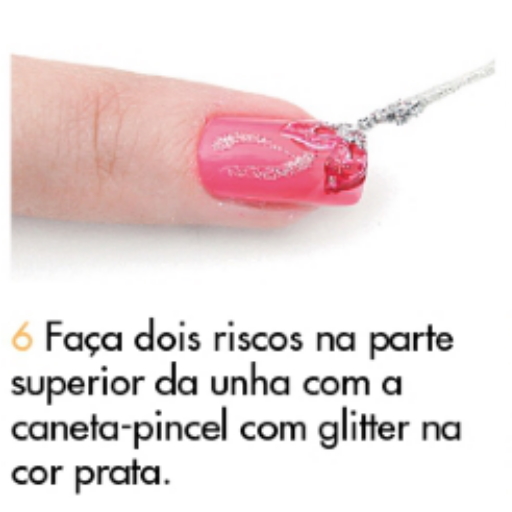 6 Faça dois riscos na parte
superior da unha com a
caneta-pincel com glitter na
cor prata.